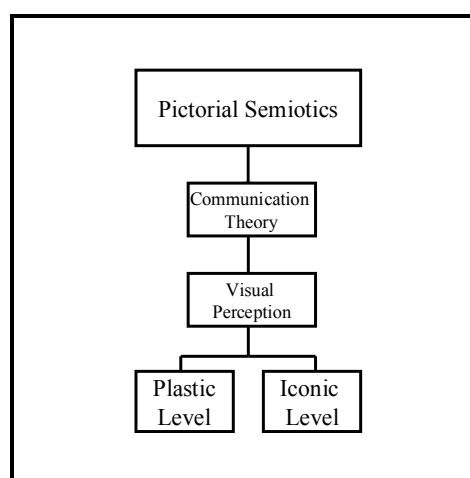 Pictorial Semiotics
Communication
Theory
Visual
Perception
Plastic
Level
Iconic
Level